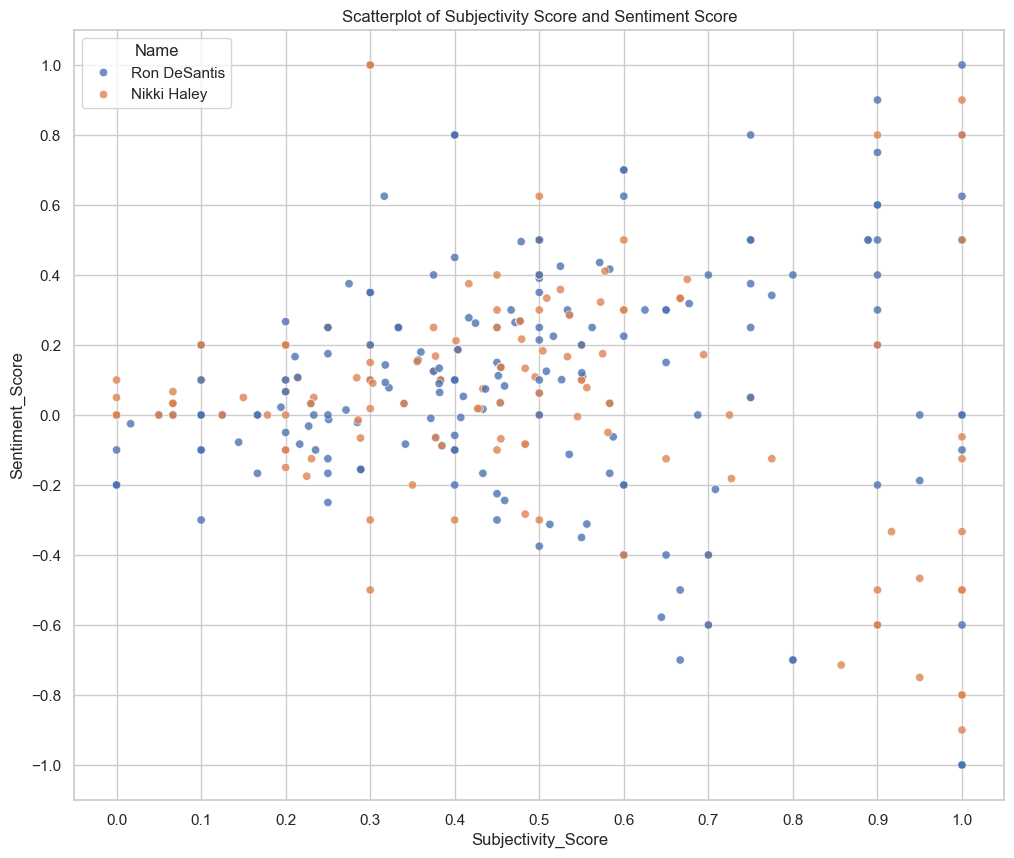 Scatterplot of Subjectivity Score and Sentiment Score
Name
Ron DeSantis
Nikki Haley
1.0
0.8
0.6
0.4
0.2
0.0
−0.2
−0.4
−0.6
−0.8
−1.0
Sentiment_Score
0.0 0.1 0.2 0.3 0.4 0.5 0.6 0.7 0.8 0.9 1.0
Subjectivity_Score